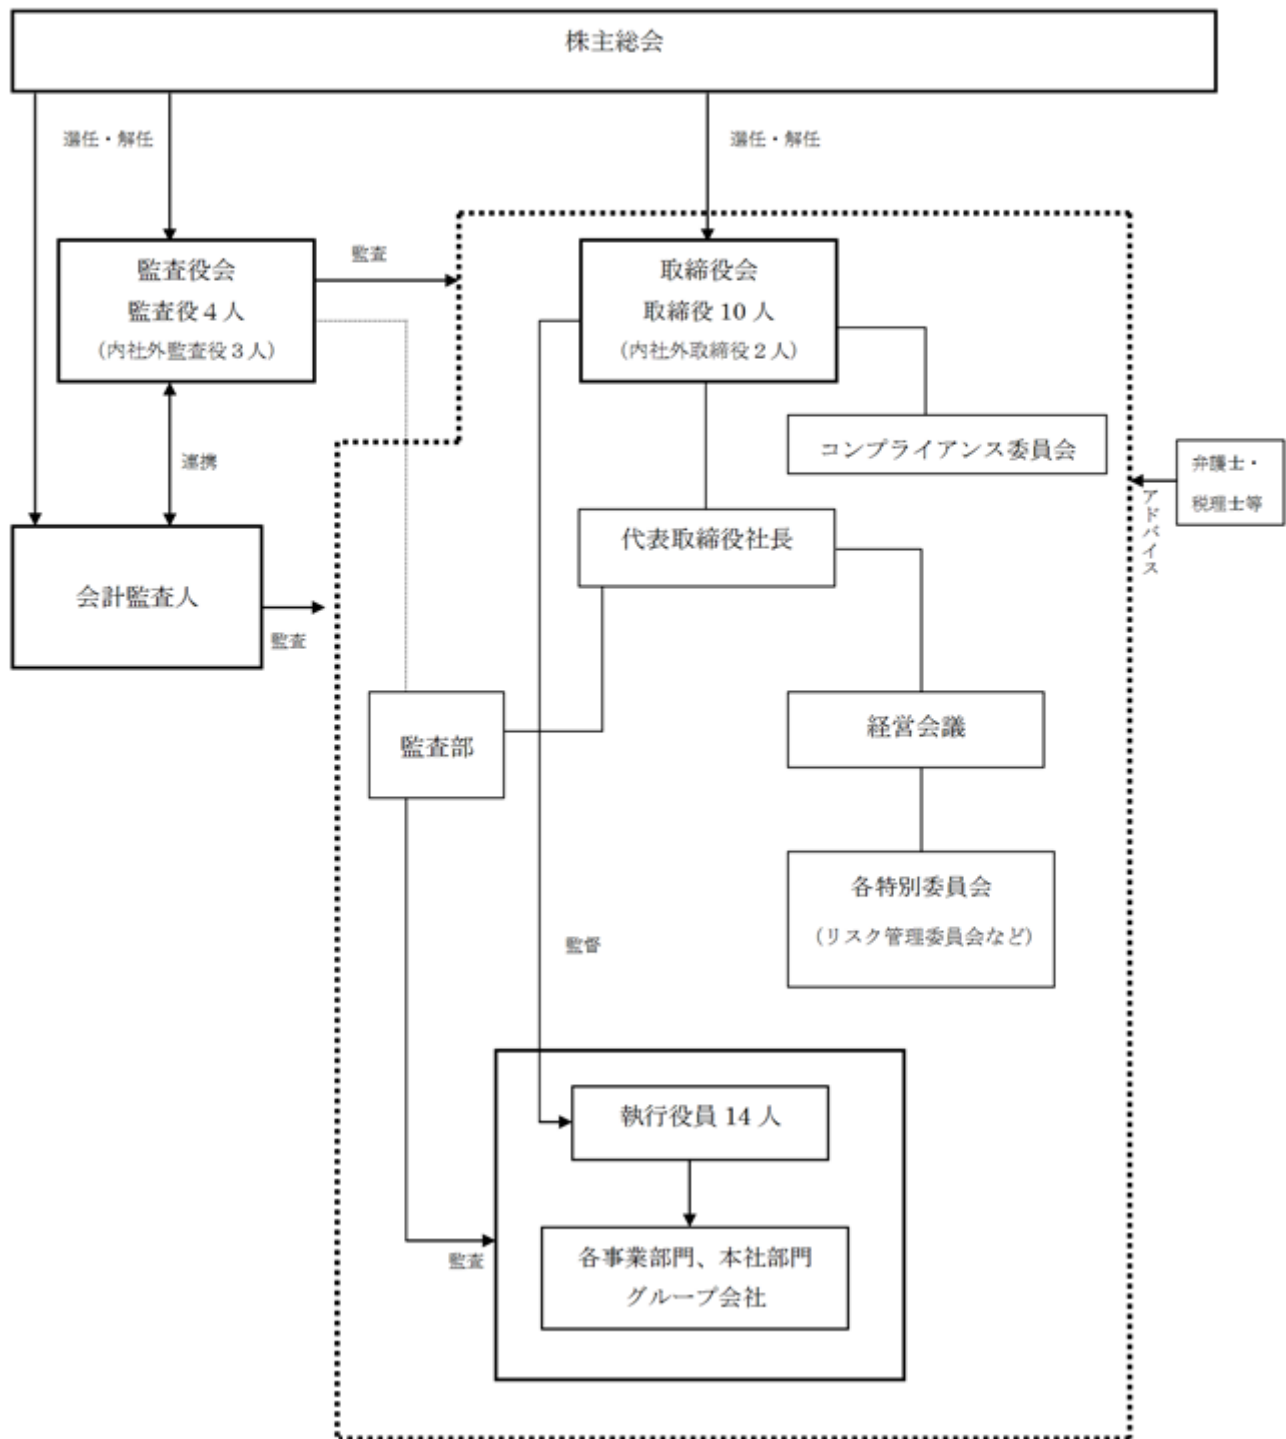 株主総会
選任・解任
選任・解任
監査役会
監査役4人
(内社外監査役3人)
監査
取締役会
取締役10人
(内社外取締役2人)
コンプライアンス委員会
連携
弁護士・
税理士等
アドバイス
代表取締役社長
会計監査人
監査
監査部
経営会議
各特別委員会
(リスク管理委員会など)
監督
執行役員14人
監査
各事業部門、本社部門
グループ会社